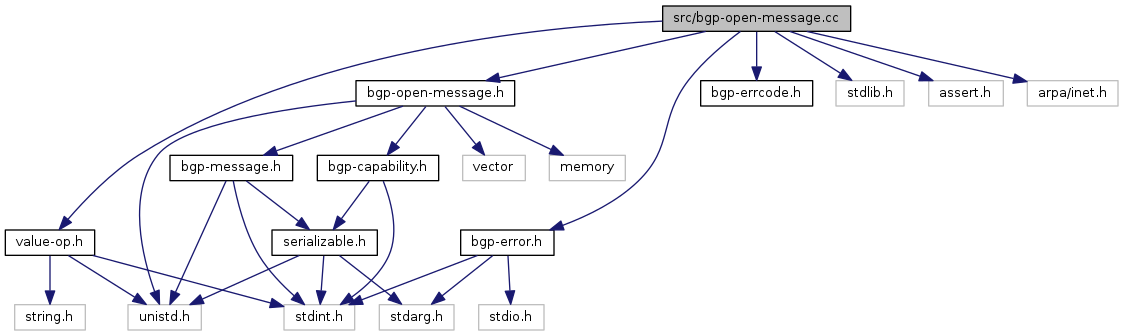 src/bgp-open-message.cc
bgp-open-message.h
bgp-errcode.h
stdlib.h
assert.h
arpa/inet.h
bgp-message.h
bgp-capability.h
vector
memory
value-op.h
serializable.h
bgp-error.h
string.h
unistd.h
stdint.h
stdarg.h
stdio.h